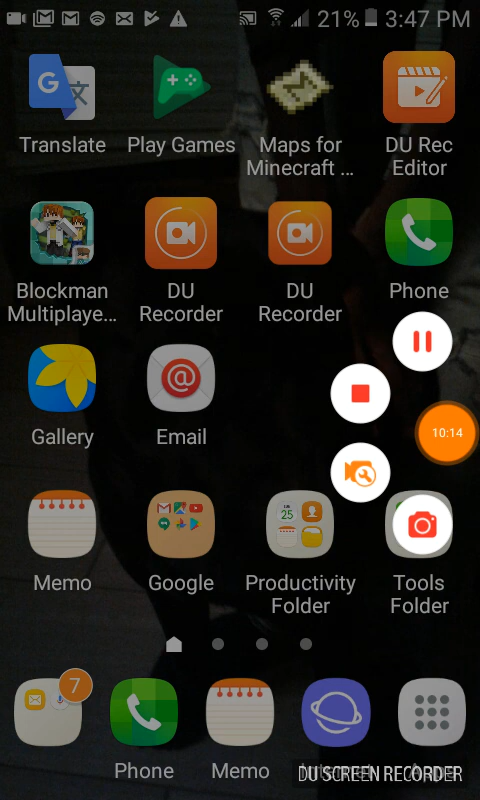 21% 3:47 PM
Translate
Play Games
Maps for
Minecraft ...
DU Rec
Editor
Blockman
Multiplaye...
DU
Recorder
DU
Recorder
Phone
10:14
Gallery
Email
25
Memo
Google
Productivity
Folder
Tools
Folder
7
Phone
Memo
DU SCREEN RECORDER